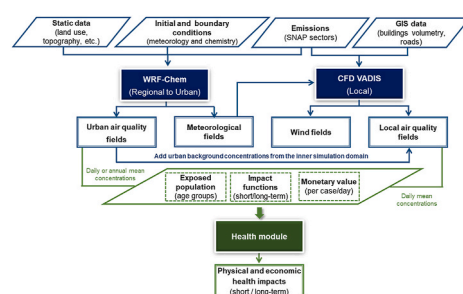 Static data
(land use,
topography, etc.)
Initial and boundary
conditions
(meteorology and chemistry)
Emissions
(SNAP sectors)
GIS data
(buildings volumetry,
roads)
WRF-Chem
(Regional to Urban)
CFD VADIS
(Local)
Urban air quality
fields
Meteorological
fields
Wind fields
Local air quality
fields
Add urban background concentrations from the inner simulation domain
Daily or annual mean
concentrations
Exposed
population
(age groups)
Impact
functions
(short/long-term)
Monetary value
(per case/day)
Daily mean
concentrations
Health module
Physical and economic
health impacts
(short / long-term)